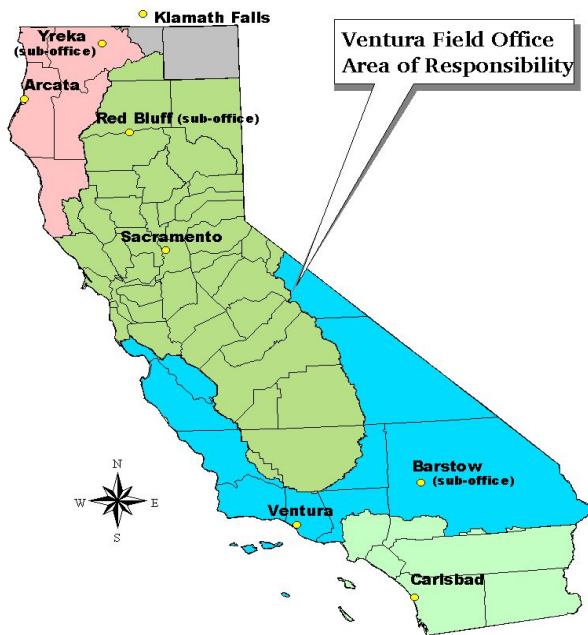 Klamath Falls
Yreka
(sub-office)
Ventura Field Office
Area of Responsibility
Arcata
Red Bluff (sub-office)
Sacramento
Barstow
(sub-office)
N
W E
S
Ventura
Carlsbad